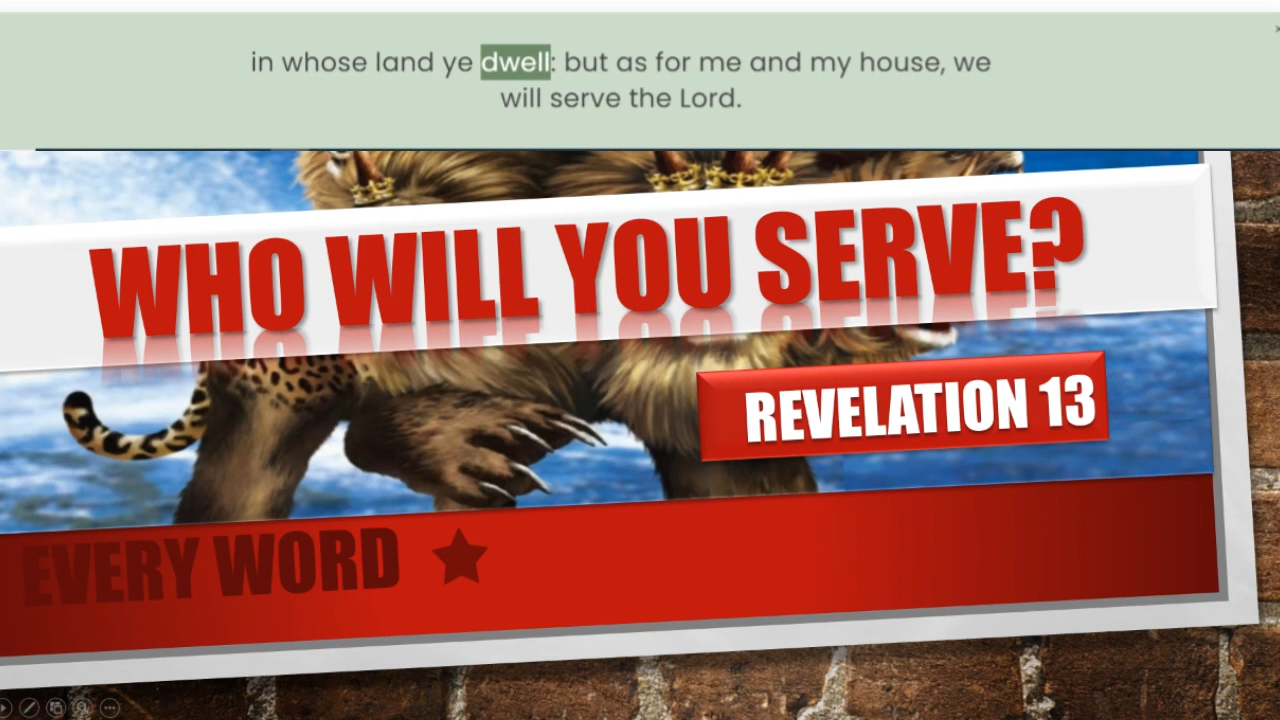 in whose land ye dwell: but as for me and my house, we
will serve the Lord.
WHO WILL YOU SERVE?
REVELATION 13
EVERY WORD